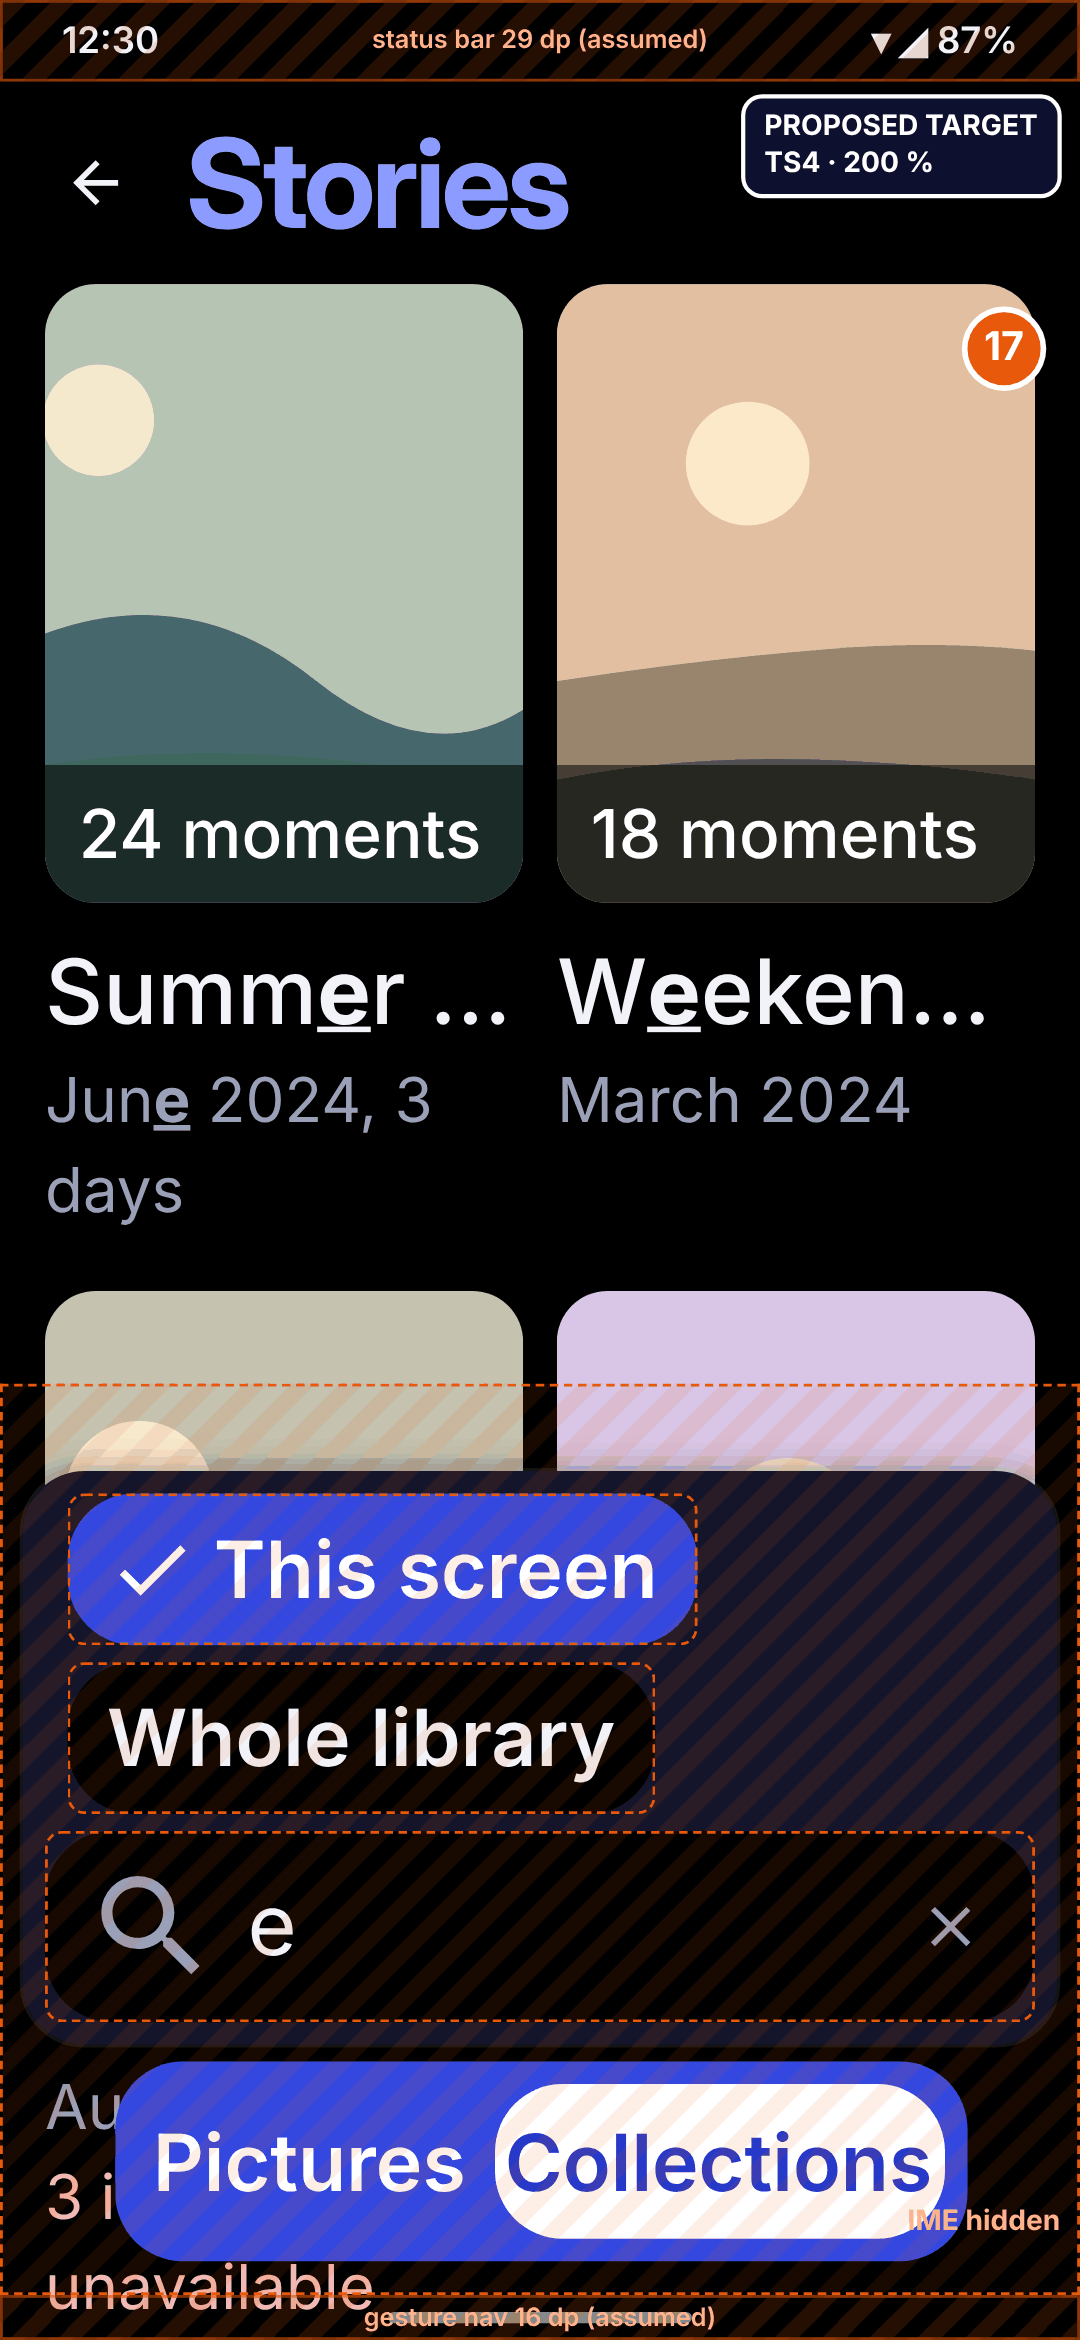 12:30
status bar 29 dp (assumed)
87%
PROPOSED TARGET
TS4 · 200 %
Stories
17
24 moments
18 moments
Summer ...
Weeken...
June 2024, 3
days
March 2024
This screen
Whole library
e
Au
3 i
unavailable
Pictures
Collections
IME hidden
gesture nav 16 dp (assumed)